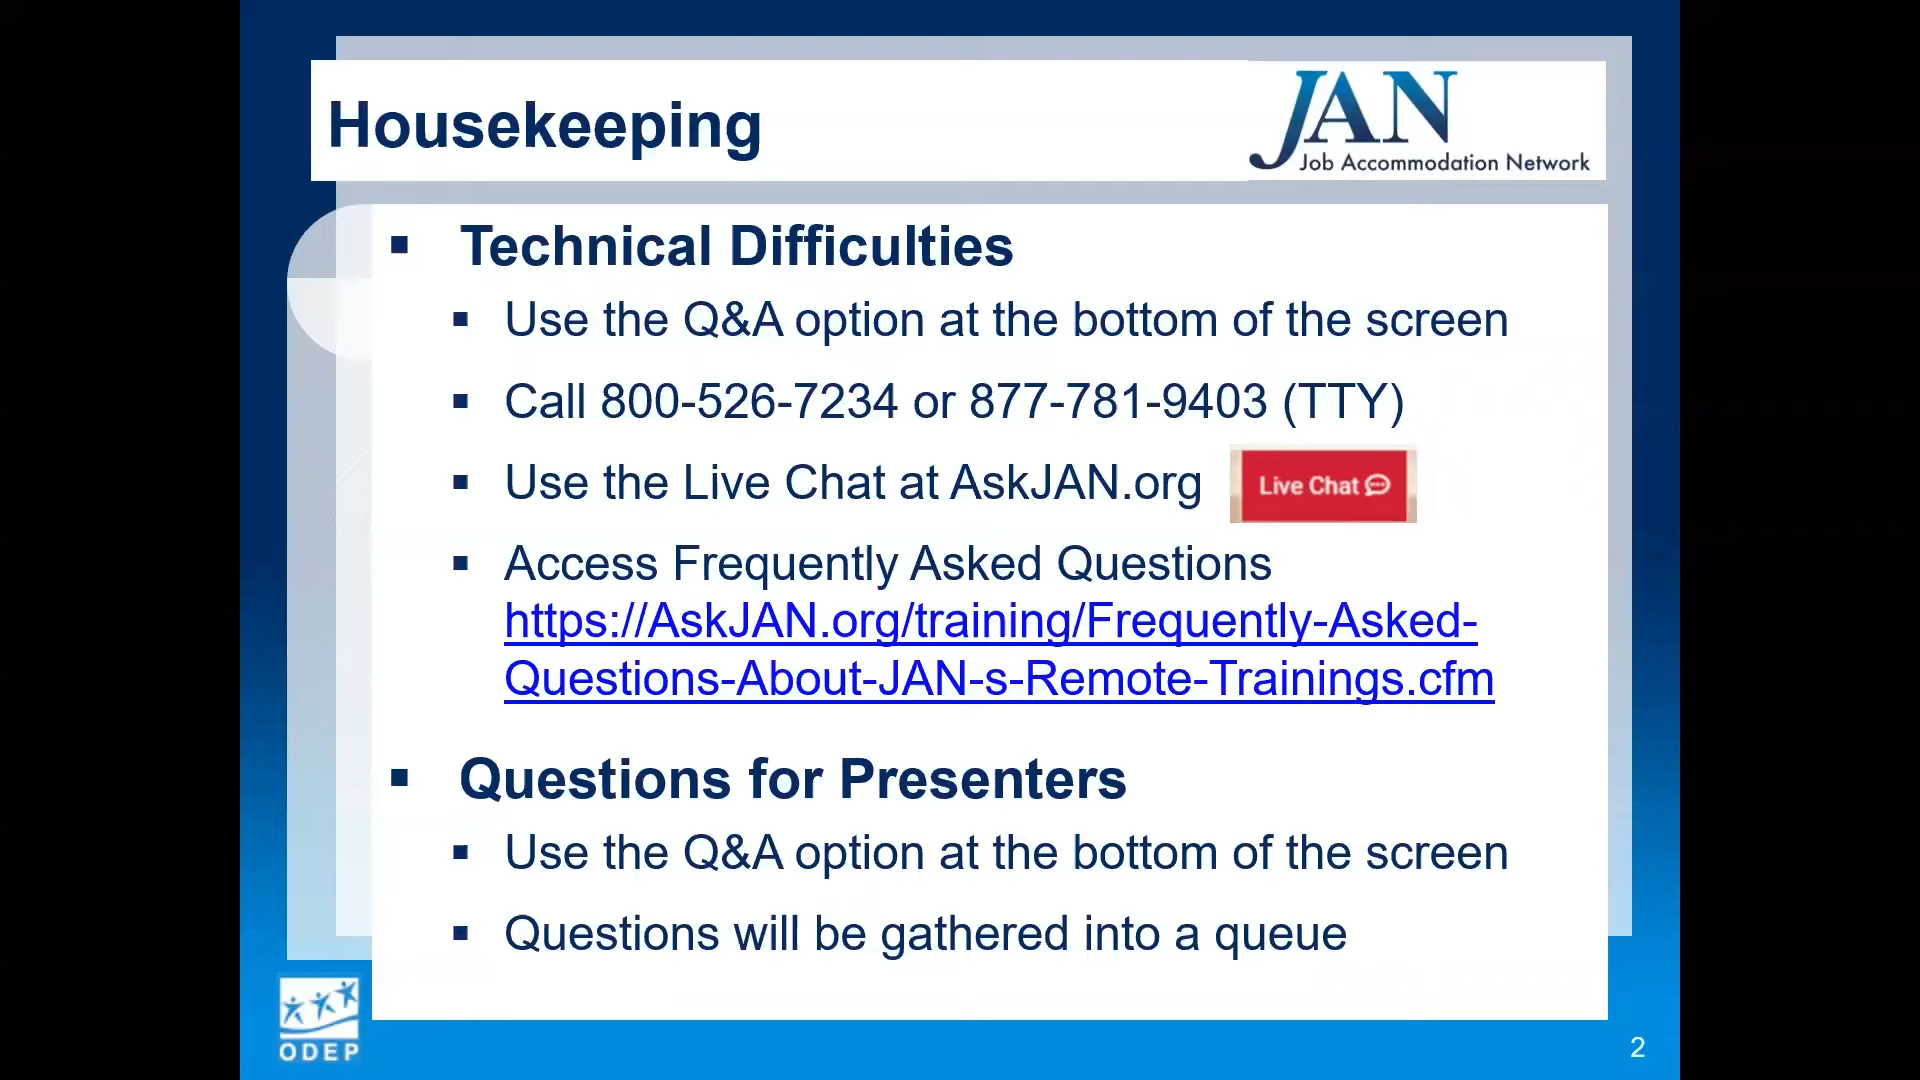 Housekeeping
JAN
Job Accommodation Network
Technical Difficulties
Use the Q&A option at the bottom of the screen
Call 800-526-7234 or 877-781-9403 (TTY)
Use the Live Chat at AskJAN.org
Live Chat
Access Frequently Asked Questions
https://AskJAN.org/training/Frequently-Asked-
Questions-About-JAN-s-Remote-Trainings.cfm
Questions for Presenters
Use the Q&A option at the bottom of the screen
Questions will be gathered into a queue
ODEP
2